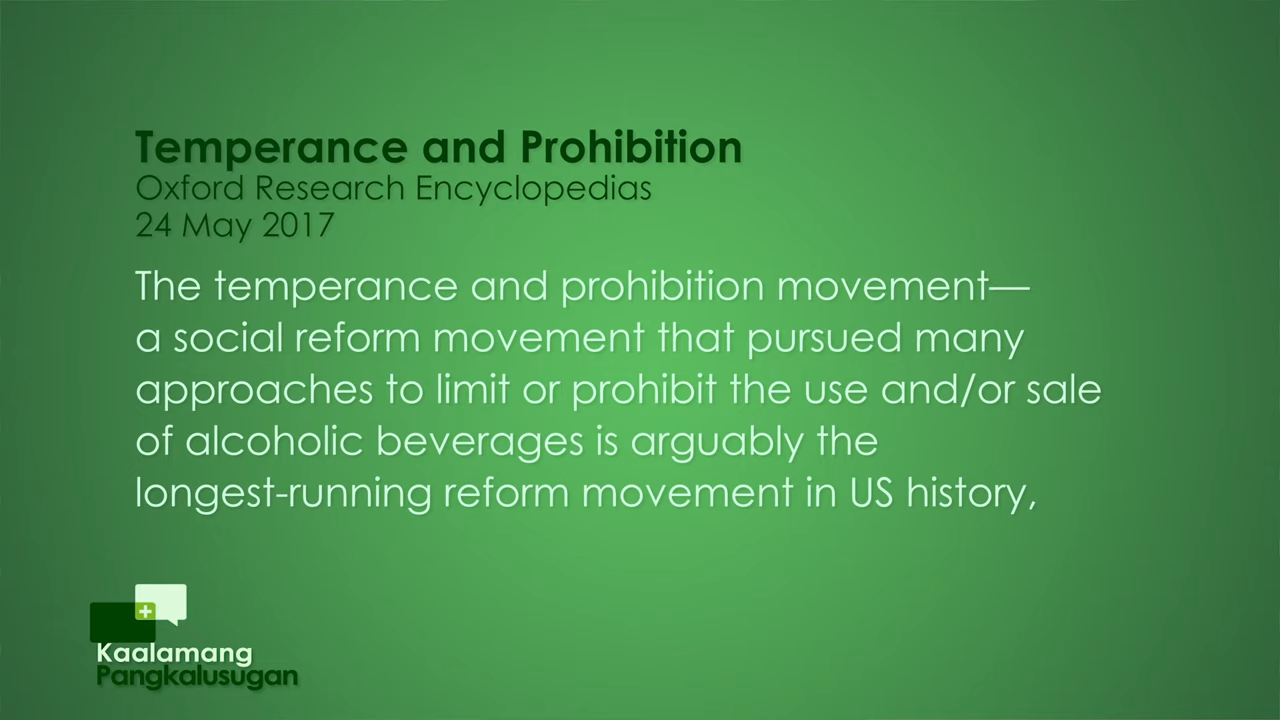 Temperance and Prohibition
Oxford Research Encyclopedias
24 May 2017
The temperance and prohibition movement—
a social reform movement that pursued many
approaches to limit or prohibit the use and/or sale
of alcoholic beverages is arguably the
longest-running reform movement in US history,
Kaalamang
Pangkalusugan